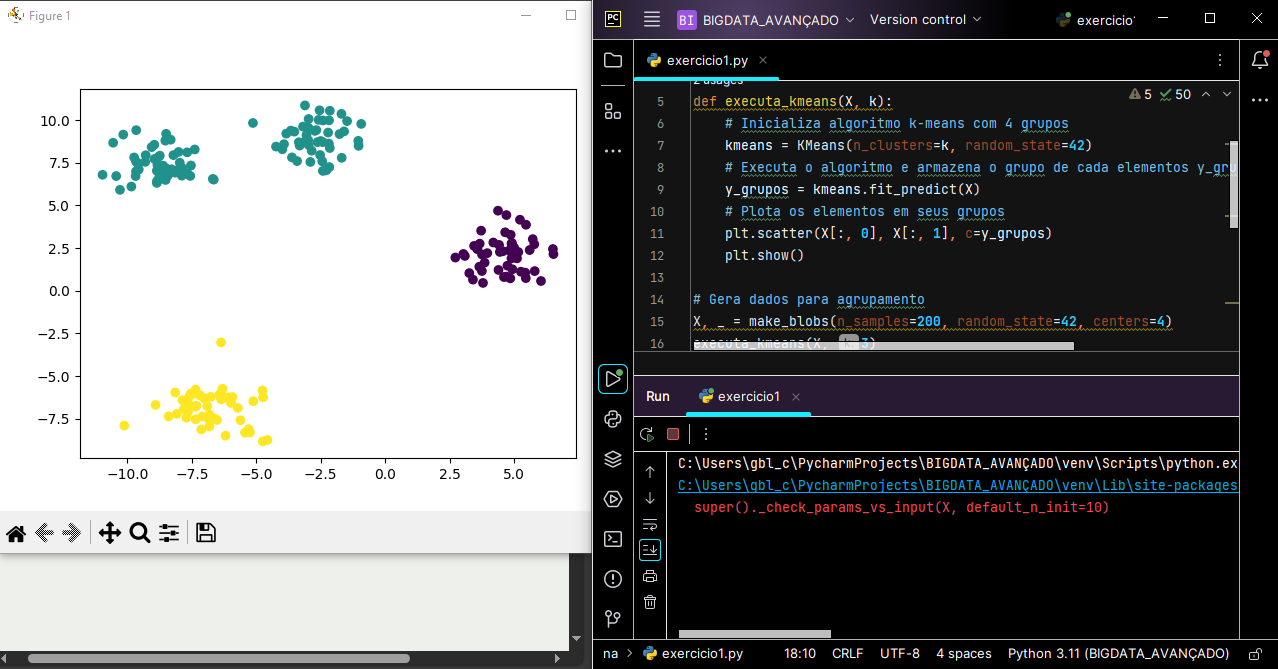 Figure 1
10.0
7.5
5.0
2.5
0.0
−2.5
−5.0
−7.5
−10.0 −7.5 −5.0 −2.5 0.0 2.5 5.0
PC BI BIGDATA_AVANÇADO Version control exercicio1
exercicio1.py
2 usages
5 50
5 def executa_kmeans(X, k):
6 # Inicializa algoritmo k-means com 4 grupos
7 kmeans = KMeans(n_clusters=k, random_state=42)
8 # Executa o algoritmo e armazena o grupo de cada elementos y_gru
9 y_grupos = kmeans.fit_predict(X)
10 # Plota os elementos em seus grupos
11 plt.scatter(X[:, 0], X[:, 1], c=y_grupos)
12 plt.show()
13
14 # Gera dados para agrupamento
15 X, _ = make_blobs(n_samples=200, random_state=42, centers=4)
16 executa_kmeans(X, k: 3)
Run exercicio1
C:\Users\gbl_c\PycharmProjects\BIGDATA_AVANÇADO\venv\Scripts\python.ex
C:\Users\gbl_c\PycharmProjects\BIGDATA_AVANÇADO\venv\Lib\site-packages
super()._check_params_vs_input(X, default_n_init=10)
na > exercicio1.py 18:10 CRLF UTF-8 4 spaces Python 3.11 (BIGDATA_AVANÇADO)